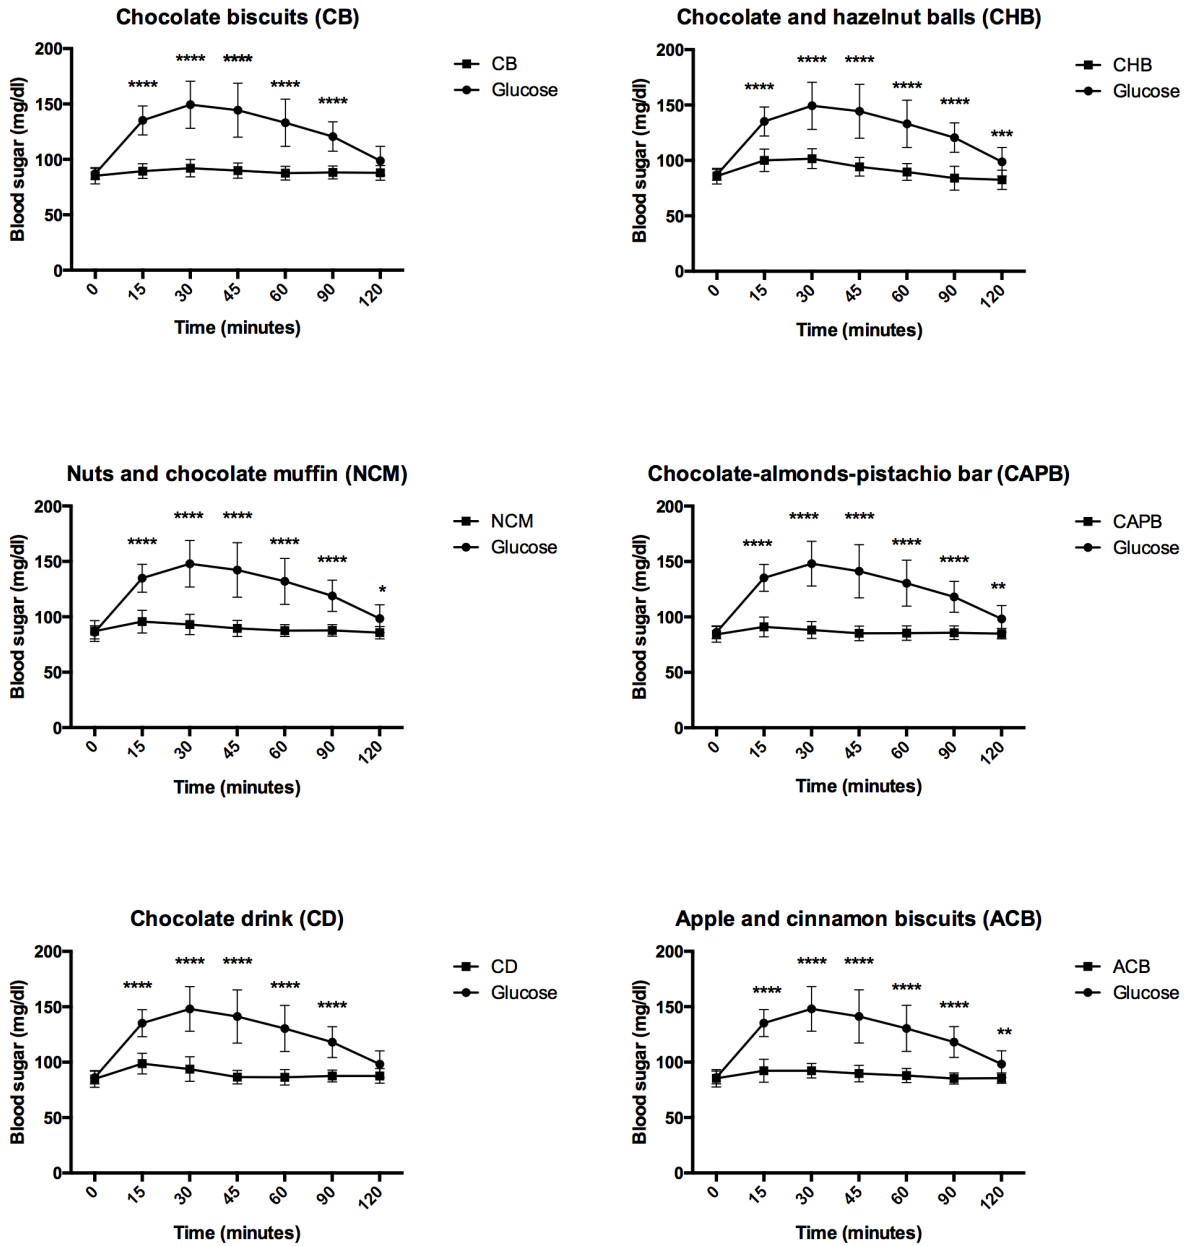 Chocolate biscuits (CB)
Chocolate and hazelnut balls (CHB)
Blood sugar (mg/dl)
200
150
100
50
0
**** **** **** **** ****
CB
Glucose
0 15 30 45 60 90 120
Time (minutes)
Blood sugar (mg/dl)
200
150
100
50
0
**** **** **** **** **** ***
CHB
Glucose
0 15 30 45 60 90 120
Time (minutes)
Nuts and chocolate muffin (NCM)
Chocolate-almonds-pistachio bar (CAPB)
Blood sugar (mg/dl)
200
150
100
50
0
**** **** **** **** **** *
NCM
Glucose
0 15 30 45 60 90 120
Time (minutes)
Blood sugar (mg/dl)
200
150
100
50
0
**** **** **** **** **** **
CAPB
Glucose
0 15 30 45 60 90 120
Time (minutes)
Chocolate drink (CD)
Apple and cinnamon biscuits (ACB)
Blood sugar (mg/dl)
200
150
100
50
0
**** **** **** **** ****
CD
Glucose
0 15 30 45 60 90 120
Time (minutes)
Blood sugar (mg/dl)
200
150
100
50
0
**** **** **** **** **** **
ACB
Glucose
0 15 30 45 60 90 120
Time (minutes)